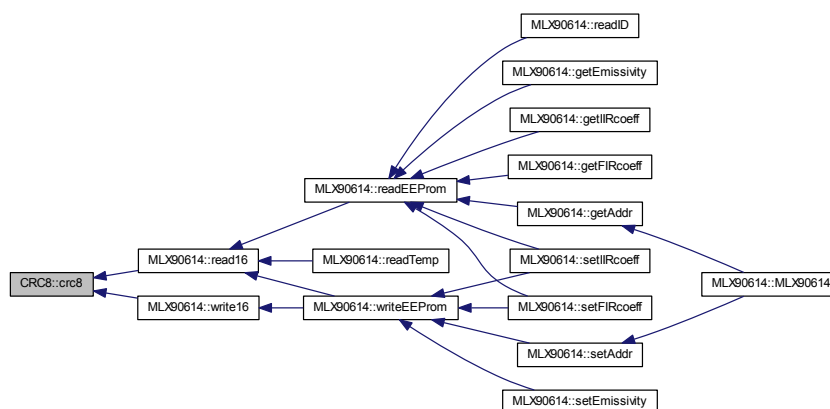 MLX90614::readID
MLX90614::getEmissivity
MLX90614::getIIRcoeff
MLX90614::getFIRcoeff
MLX90614::readEEProm
MLX90614::getAddr
MLX90614::read16
MLX90614::readTemp
MLX90614::setIIRcoeff
CRC8::crc8
MLX90614::MLX90614
MLX90614::write16
MLX90614::writeEEProm
MLX90614::setFIRcoeff
MLX90614::setAddr
MLX90614::setEmissivity